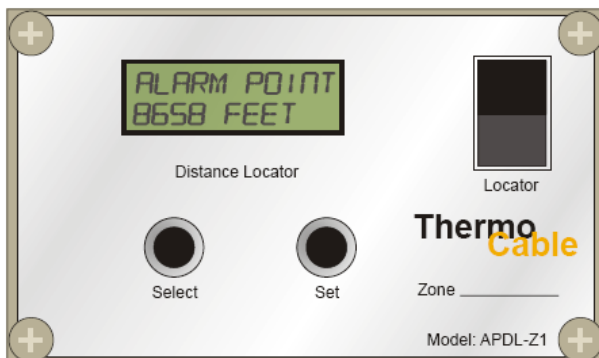 ALARM POINT
8658 FEET
Distance Locator
Locator
Select
Set
Thermo
Cable
Zone
Model: APDL-Z1